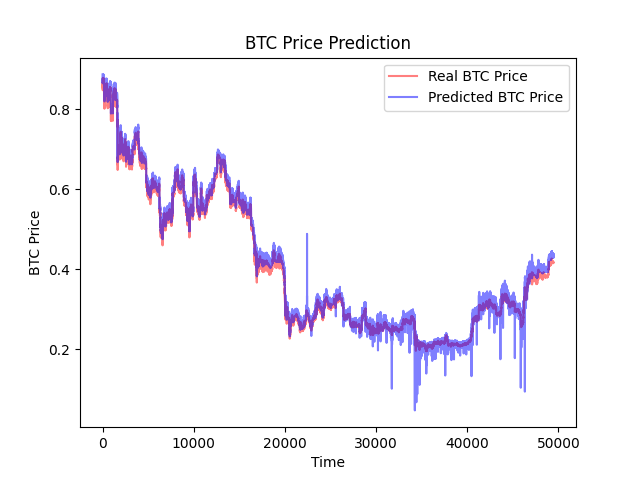 BTC Price Prediction
Real BTC Price
Predicted BTC Price
BTC Price
0.8
0.6
0.4
0.2
0
10000
20000
30000
40000
50000
Time